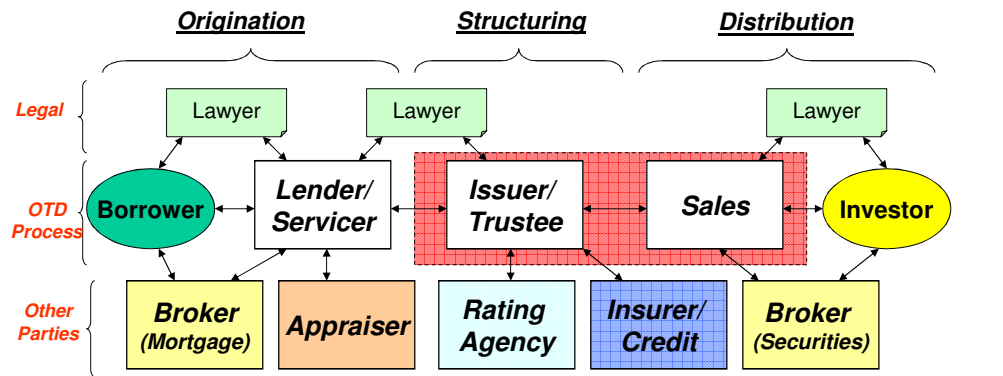 Origination
Structuring
Distribution
Legal
Lawyer
Lawyer
Lawyer
OTD
Process
Borrower
Lender/
Servicer
Issuer/
Trustee
Sales
Investor
Other
Parties
Broker
(Mortgage)
Appraiser
Rating
Agency
Insurer/
Credit
Broker
(Securities)